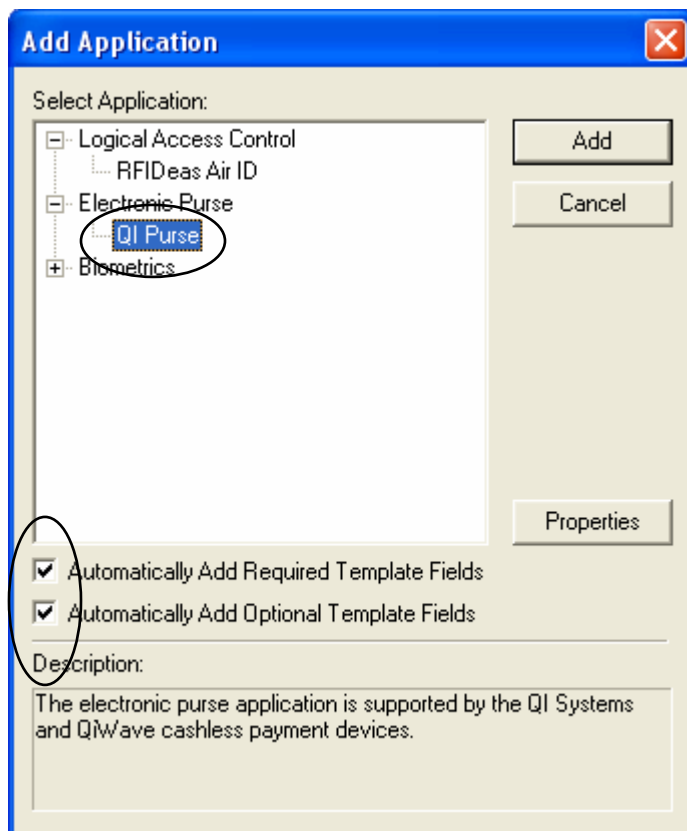 Add Application
Select Application:
Logical Access Control
RFIDeas Air ID
Electronic Purse
QI Purse
Biometrics
Add
Cancel
Properties
Automatically Add Required Template Fields
Automatically Add Optional Template Fields
Description:
The electronic purse application is supported by the QI Systems
and QiWave cashless payment devices.